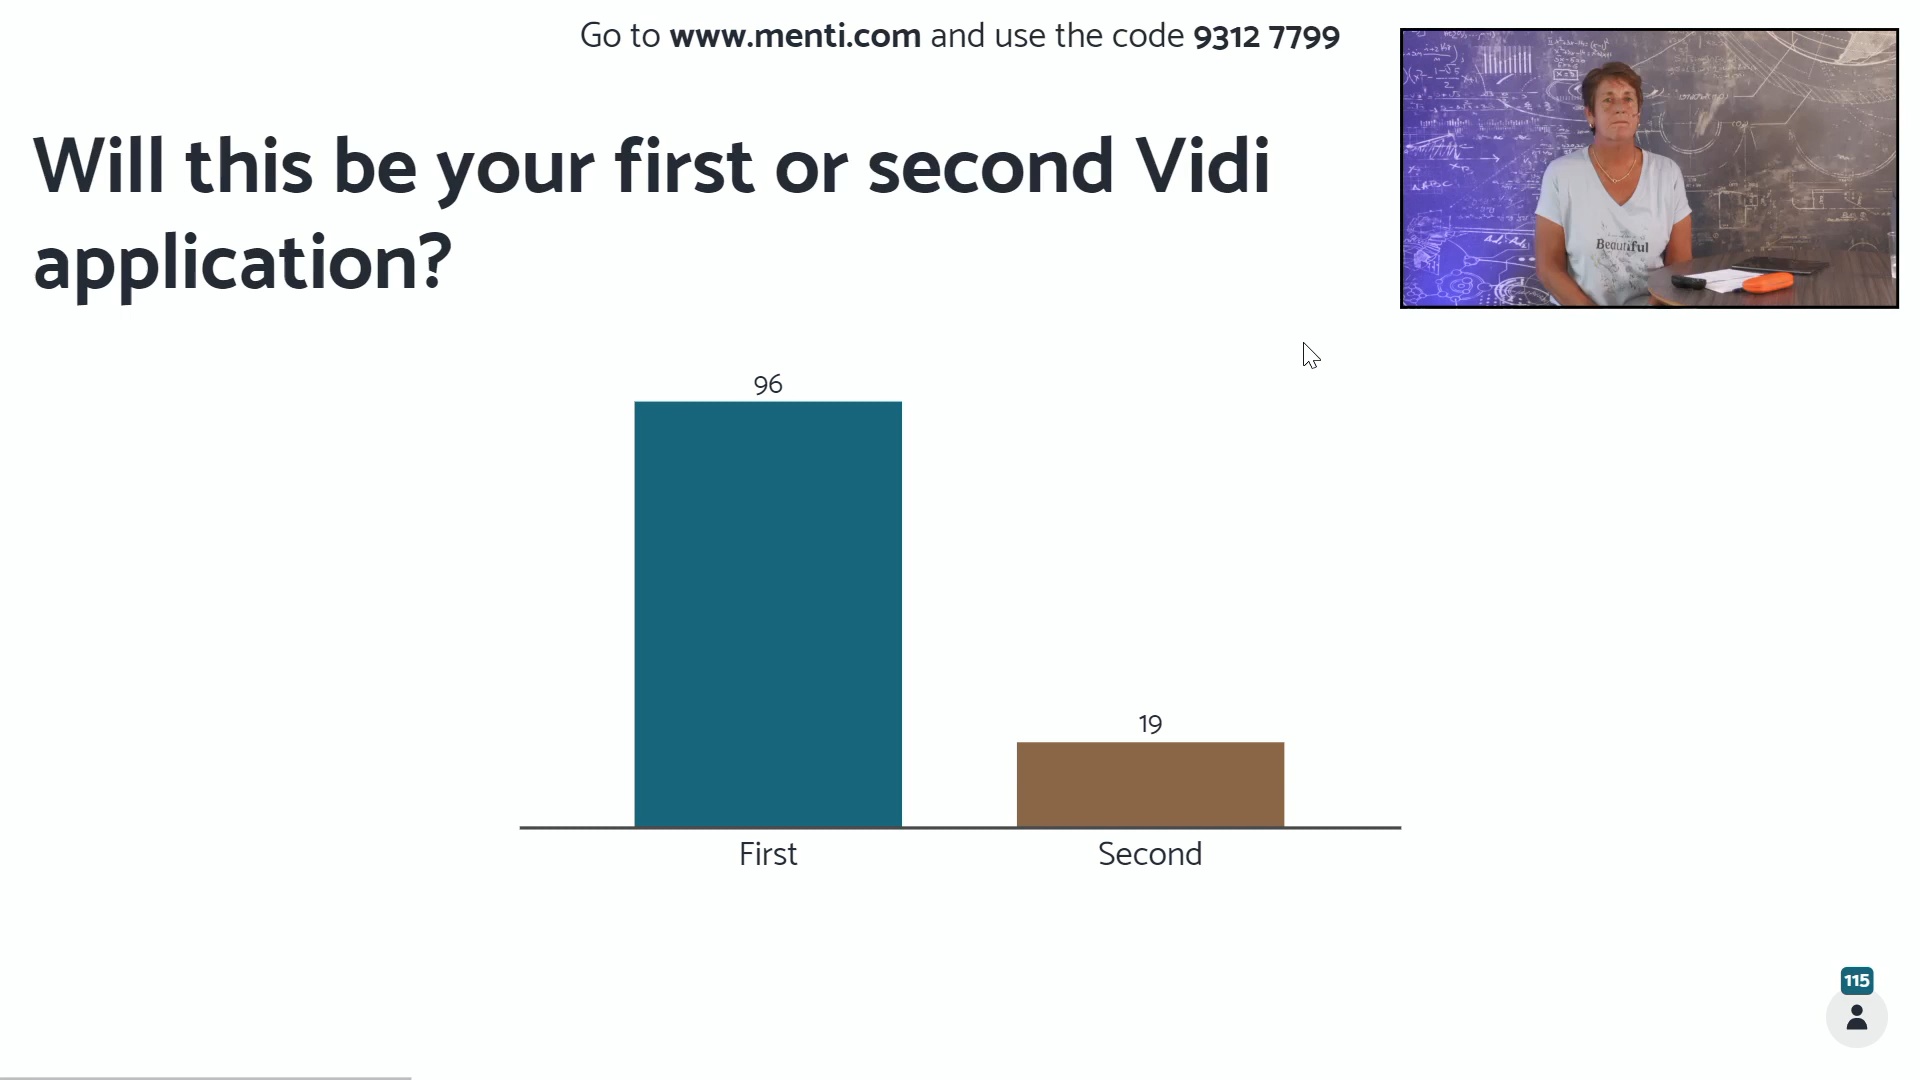 Go to www.menti.com and use the code 9312 7799
Will this be your first or second Vidi
application?
Beautiful
96
19
First
Second
115